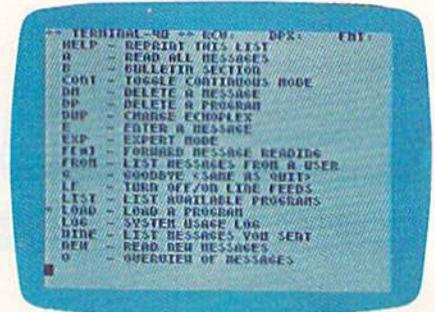 ** TERMINAL-40 ** RCV: DPX: FMT:
HELP - REPRINT THIS LIST
A - READ ALL MESSAGES
B - BULLETIN SECTION
CONT - TOGGLE CONTINUOUS MODE
DM - DELETE A MESSAGE
DP - DELETE A PROGRAM
DUP - CHANGE ECHOPLEX
E - ENTER A MESSAGE
EXP - EXPERT MODE
F[#] - FORWARD MESSAGE READING
FROM - LIST MESSAGES FROM A USER
G - GOODBYE <SAME AS QUIT>
LF - TURN OFF/ON LINE FEEDS
LIST - LIST AVAILABLE PROGRAMS
LOAD - LOAD A PROGRAM
LOG - SYSTEM USAGE LOG
MINE - LIST MESSAGES YOU SENT
NEW - READ NEW MESSAGES
O - OVERVIEW OF MESSAGES